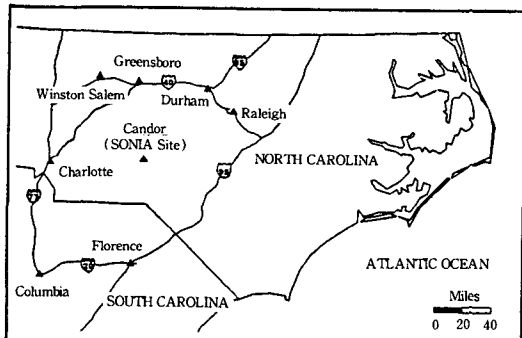 Greensboro
85
40
Winston Salem
Durham
Raleigh
Candor
(SONIA Site)
NORTH CAROLINA
Charlotte
95
77
Florence
ATLANTIC OCEAN
Columbia
SOUTH CAROLINA
Miles
0 20 40